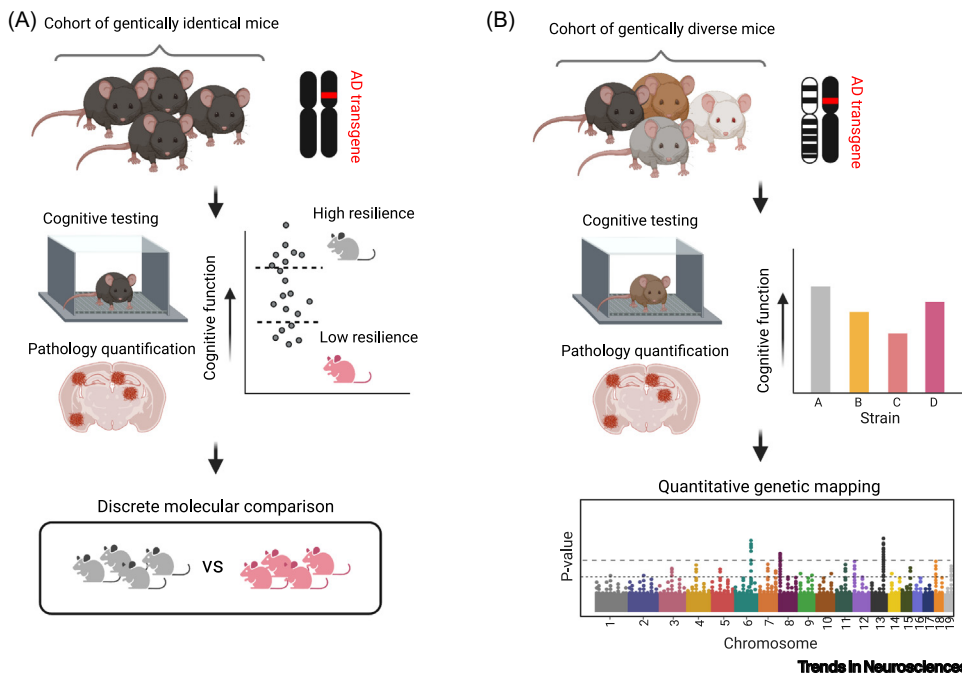 (A)
Cohort of gentically identical mice
AD transgene
Cognitive testing
Pathology quantification
Cognitive function
High resilience
Low resilience
Discrete molecular comparison
VS
(B)
Cohort of gentically diverse mice
AD transgene
Cognitive testing
Pathology quantification
Cognitive function
A B C D
Strain
Quantitative genetic mapping
P-value
1 2 3 4 5 6 7 8 9 10 11 12 13 14 15 16 17 18 19
Chromosome
Trends in Neurosciences